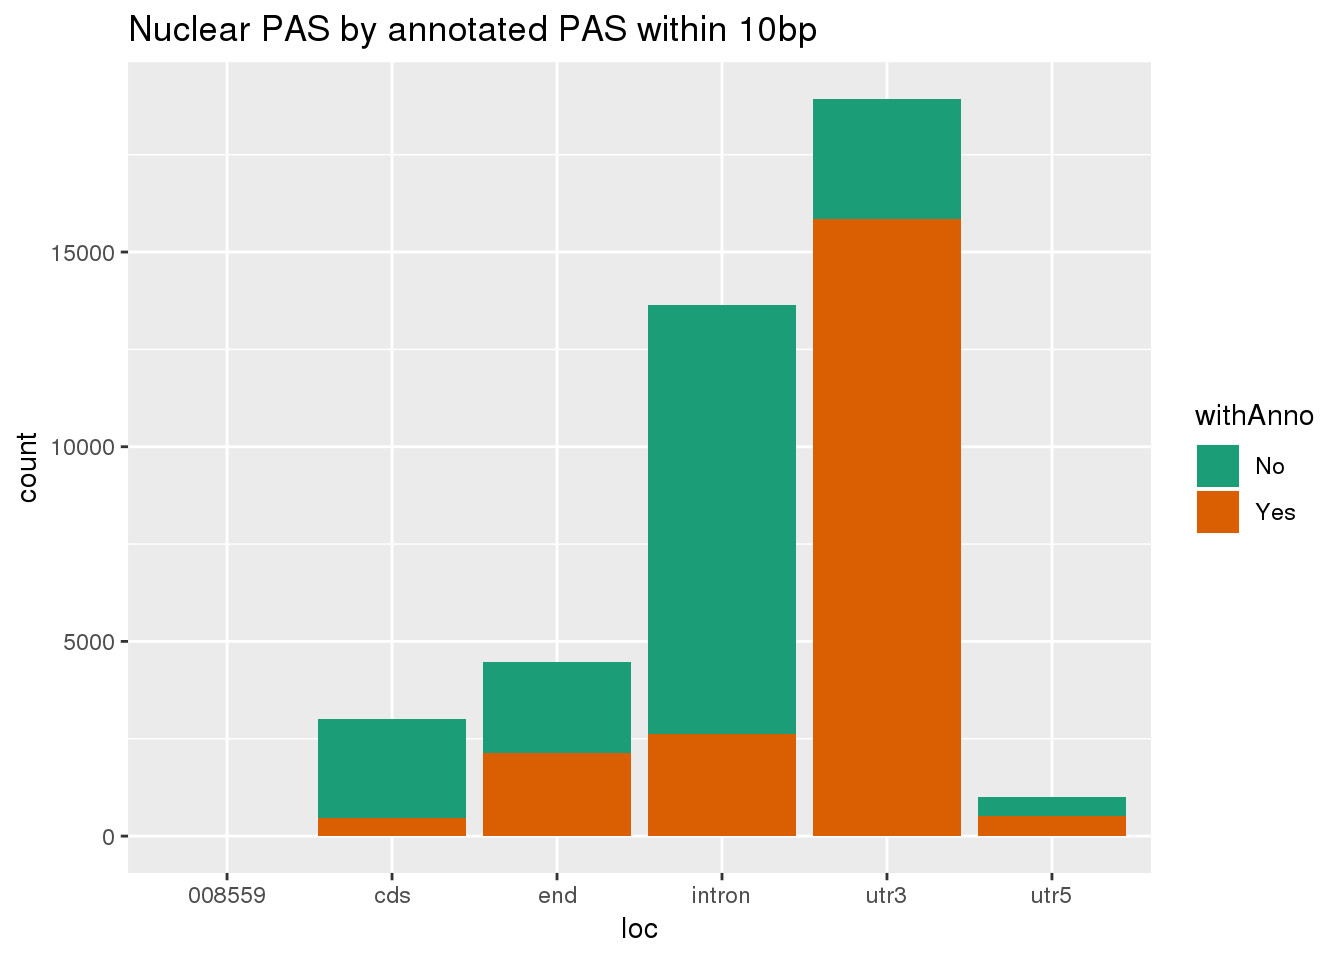 Nuclear PAS by annotated PAS within 10bp
count
15000
10000
5000
0
008559 cds end intron utr3 utr5
loc
withAnno
No
Yes